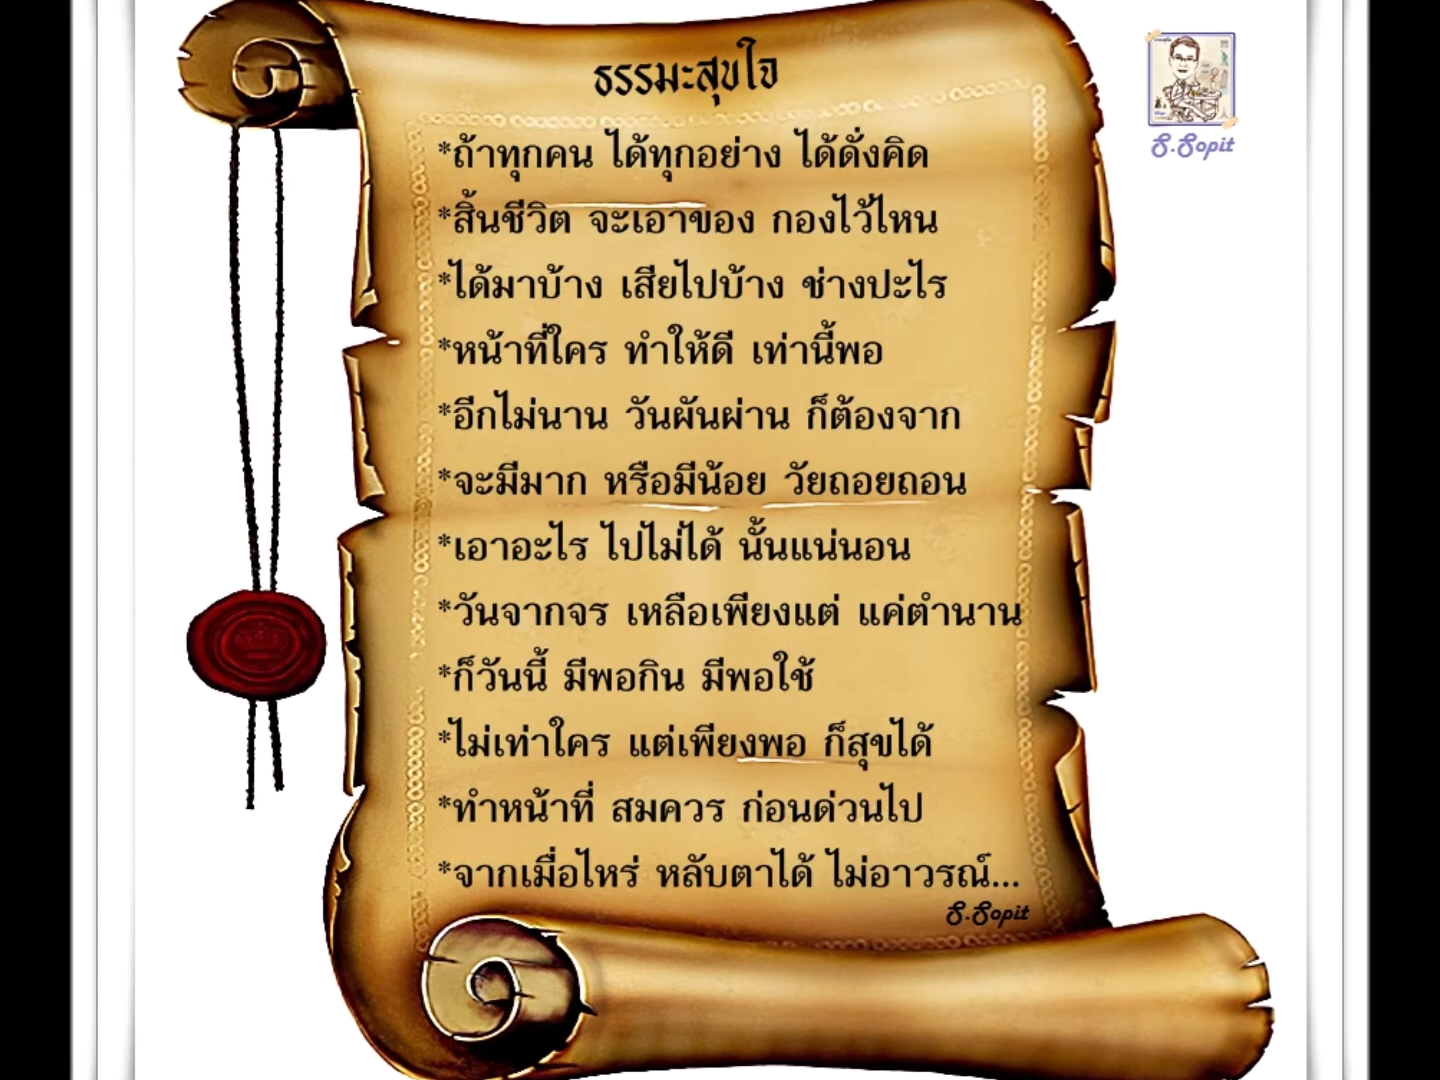 ธรรมะสุขใจ
*ถ้าทุกคน ได้ทุกอย่าง ได้ดั่งคิด
*สิ้นชีวิต จะเอาของ กองไว้ไหน
*ได้มาบ้าง เสียไปบ้าง ช่างปะไร
*หน้าที่ใคร ทำให้ดี เท่านี้พอ
*อีกไม่นาน วันผันผ่าน ก็ต้องจาก
*จะมีมาก หรือมีน้อย วัยถอยถอน
*เอาอะไร ไปไม่ได้ นั้นแน่นอน
*วันจากจร เหลือเพียงแต่ แค่ตำนาน
*ก็วันนี้ มีพอกิน มีพอใช้
*ไม่เท่าใคร แต่เพียงพอ ก็สุขได้
*ทำหน้าที่ สมควร ก่อนด่วนไป
*จากเมื่อไหร่ หลับตาได้ ไม่อาวรณ์...
S.Sopit
S.Sopit